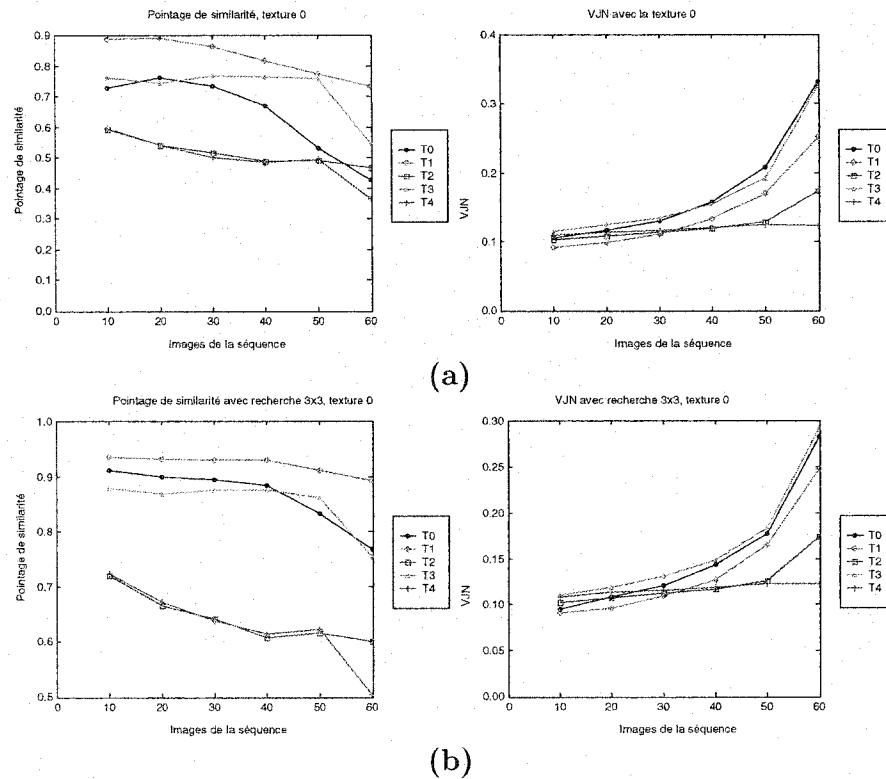 Pointage de similarité, texture 0
0.9
0.8
0.7
0.6
0.5
0.4
0.3
0.2
0.1
0.0
0
10
20
30
40
50
60
Pointage de similarité
Images de la séquence
T0
T1
T2
T3
T4
VJN avec la texture 0
0.4
0.3
0.2
0.1
0.0
0
10
20
30
40
50
60
VJN
Images de la séquence
T0
T1
T2
T3
T4
(a)
Pointage de similarité avec recherche 3x3, texture 0
1.0
0.9
0.8
0.7
0.6
0.5
0
10
20
30
40
50
60
Pointage de similarité
Images de la séquence
T0
T1
T2
T3
T4
VJN avec recherche 3x3, texture 0
0.30
0.25
0.20
0.15
0.10
0.05
0.00
0
10
20
30
40
50
60
VJN
Images de la séquence
T0
T1
T2
T3
T4
(b)